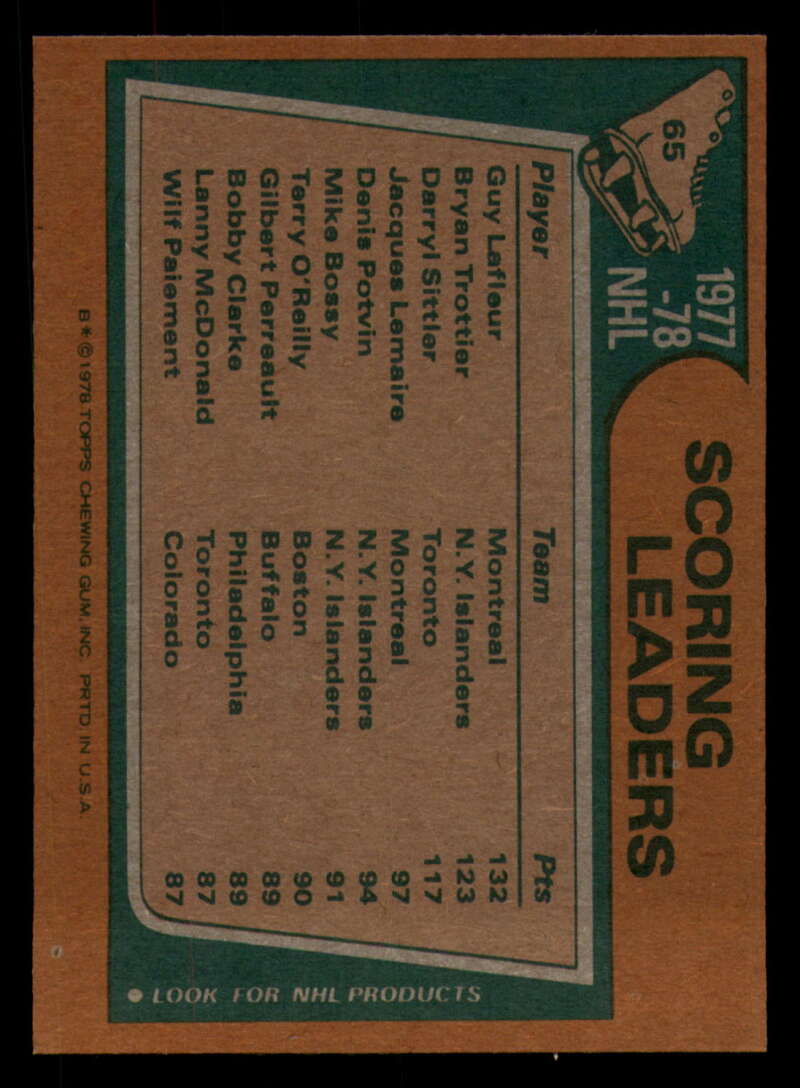 65
1977
-78
NHL
SCORING
LEADERS
Player Team Pts
Guy Lafleur Montreal 132
Bryan Trottier N.Y. Islanders 123
Darryl Sittler Toronto 117
Jacques Lemaire Montreal 97
Denis Potvin N.Y. Islanders 94
Mike Bossy N.Y. Islanders 91
Terry O'Reilly Boston 90
Gilbert Perreault Buffalo 89
Bobby Clarke Philadelphia 89
Lanny McDonald Toronto 87
Wilf Paiement Colorado 87
● LOOK FOR NHL PRODUCTS
B*©1978 TOPPS CHEWING GUM, INC. PRTD. IN U.S.A.